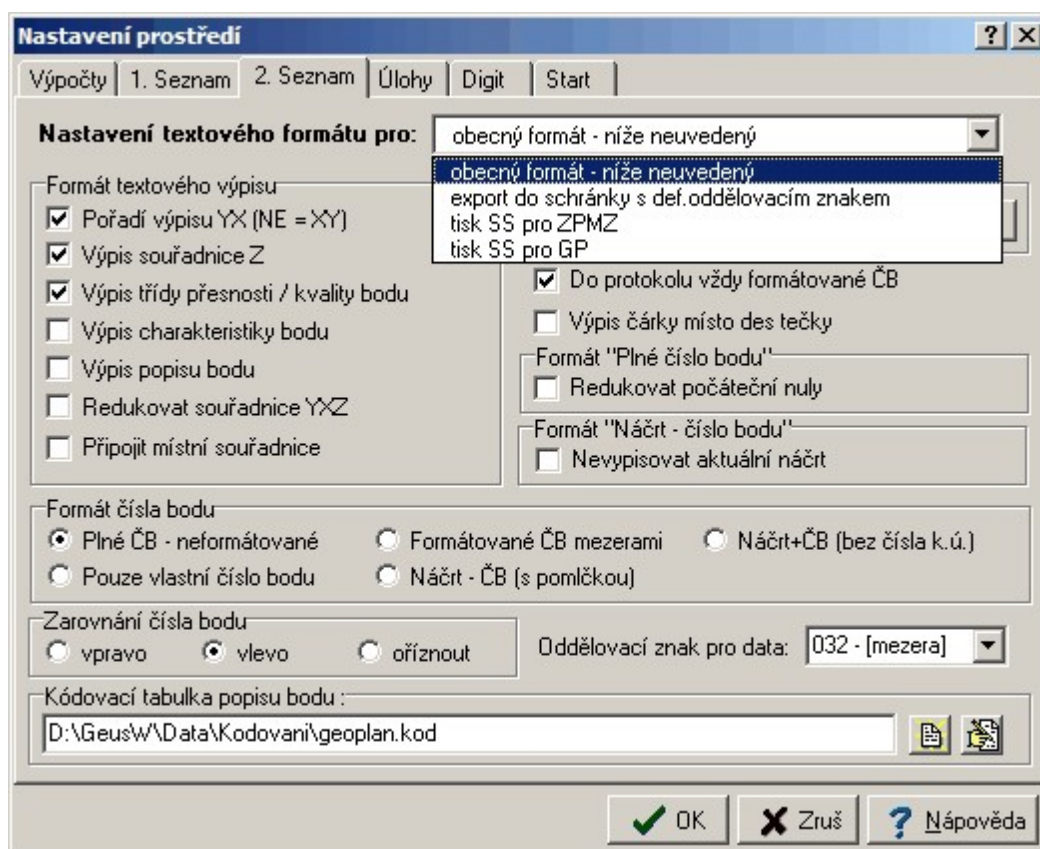 Nastavení prostředí
Výpočty 1. Seznam 2. Seznam Úlohy Digit Start
Nastavení textového formátu pro: obecný formát - níže neuvedený
obecný formát - níže neuvedený
export do schránky s def.oddělovacím znakem
tisk SS pro ZPMZ
tisk SS pro GP
Formát textového výpisu
Pořadí výpisu YX (NE = XY)
Výpis souřadnice Z
Výpis třídy přesnosti / kvality bodu
Výpis charakteristiky bodu
Výpis popisu bodu
Redukovat souřadnice YXZ
Připojit místní souřadnice
Do protokolu vždy formátované ČB
Výpis čárky místo des tečky
Formát "Plné číslo bodu"
Redukovat počáteční nuly
Formát "Náčrt - číslo bodu"
Nevypisovat aktuální náčrt
Formát čísla bodu
Plné ČB - neformátované Formátované ČB mezerami Náčrt+ČB (bez čísla k.ú.)
Pouze vlastní číslo bodu Náčrt - ČB (s pomlčkou)
Zarovnání čísla bodu
vpravo vlevo oříznout
Oddělovací znak pro data: 032 - [mezera]
Kódovací tabulka popisu bodu :
D:\GeusW\Data\Kodovani\geoplan.kod
OK Zruš Nápověda